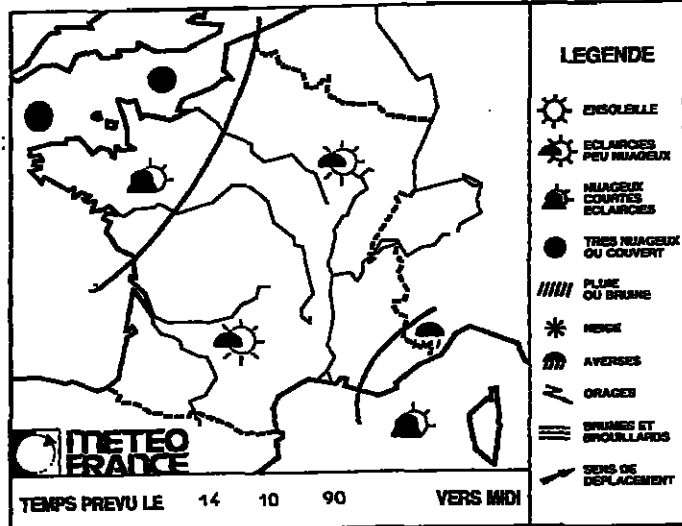 LEGENDE
ENSOLEILLE
ECLAIRCIES
PEU NUAGEUX
NUAGEUX
COURTES
ECLAIRCIES
TRES NUAGEUX
OU COUVERT
PLUIE
OU BRUINE
NEIGE
AVERSES
ORAGES
BRUMES ET
BROUILLARDS
SENS DE
DEPLACEMENT
METEO
FRANCE
TEMPS PREVU LE 14 10 90 VERS MIDI